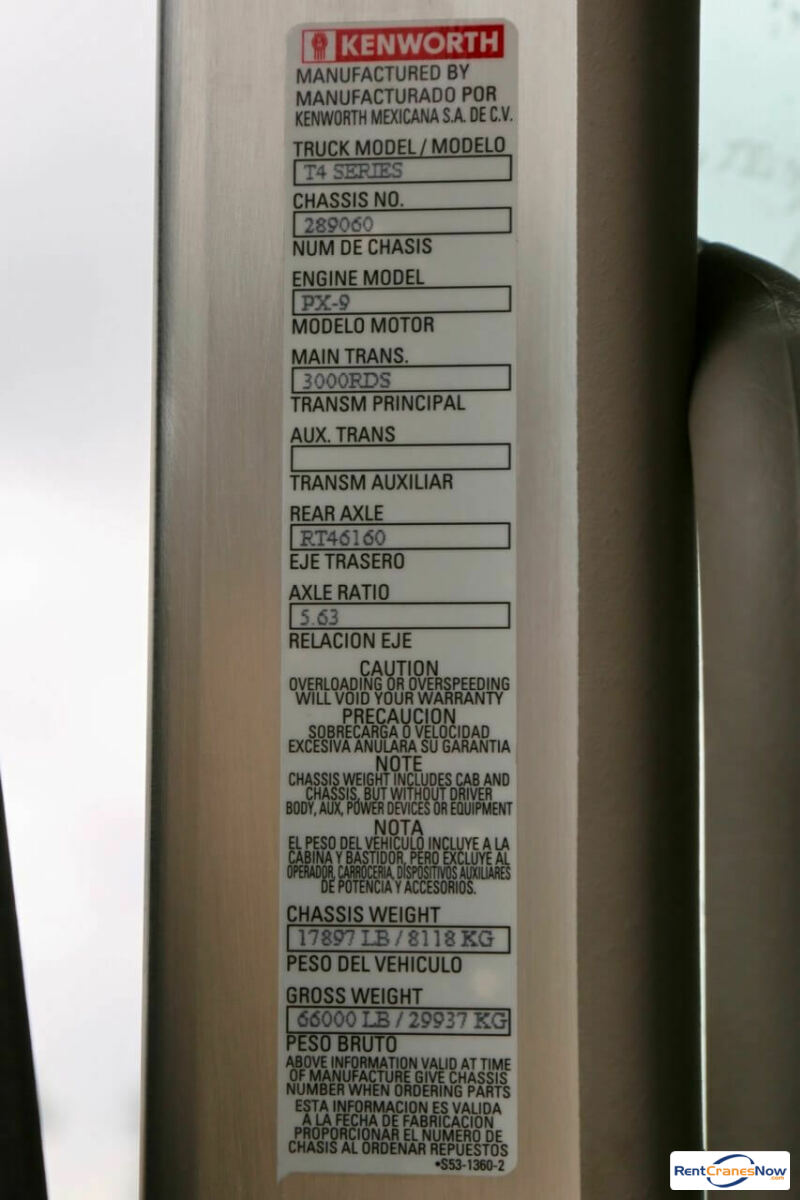 KENWORTH
MANUFACTURED BY
MANUFACTURADO POR
KENWORTH MEXICANA S.A. DE C.V.
TRUCK MODEL / MODELO
T4 SERIES
CHASSIS NO.
289060
NUM DE CHASIS
ENGINE MODEL
PX-9
MODELO MOTOR
MAIN TRANS.
3000RDS
TRANSM PRINCIPAL
AUX. TRANS
TRANSM AUXILIAR
REAR AXLE
RT46160
EJE TRASERO
AXLE RATIO
5.63
RELACION EJE
CAUTION
OVERLOADING OR OVERSPEEDING
WILL VOID YOUR WARRANTY
PRECAUCION
SOBRECARGA O VELOCIDAD
EXCESIVA ANULARA SU GARANTIA
NOTE
CHASSIS WEIGHT INCLUDES CAB AND
CHASSIS, BUT WITHOUT DRIVER
BODY, AUX, POWER DEVICES OR EQUIPMENT
NOTA
EL PESO DEL VEHICULO INCLUYE A LA
CABINA Y BASTIDOR, PERO EXCLUYE AL
OPERADOR, CARROCERIA, DISPOSITIVOS AUXILIARES
DE POTENCIA Y ACCESORIOS.
CHASSIS WEIGHT
17897 LB / 8118 KG
PESO DEL VEHICULO
GROSS WEIGHT
66000 LB / 29937 KG
PESO BRUTO
ABOVE INFORMATION VALID AT TIME
OF MANUFACTURE GIVE CHASSIS
NUMBER WHEN ORDERING PARTS
ESTA INFORMACION ES VALIDA
A LA FECHA DE FABRICACION
PROPORCIONAR EL NUMERO DE
CHASIS AL ORDENAR REPUESTOS
•S53-1360-2
RentCranesNow
.com